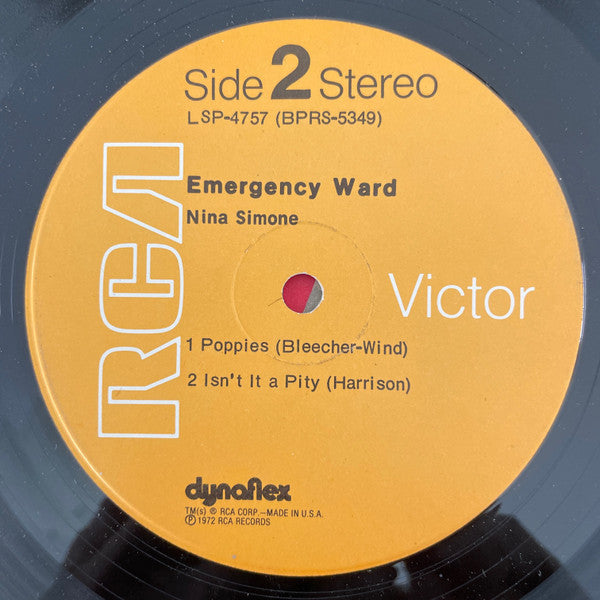 Side 2 Stereo
LSP-4757 (BPRS-5349)
RCA
Emergency Ward
Nina Simone
Victor
1 Poppies (Bleecher-Wind)
2 Isn't It a Pity (Harrison)
dynaflex
TM(s) ® RCA CORP.—MADE IN U.S.A.
Ⓟ1972 RCA RECORDS